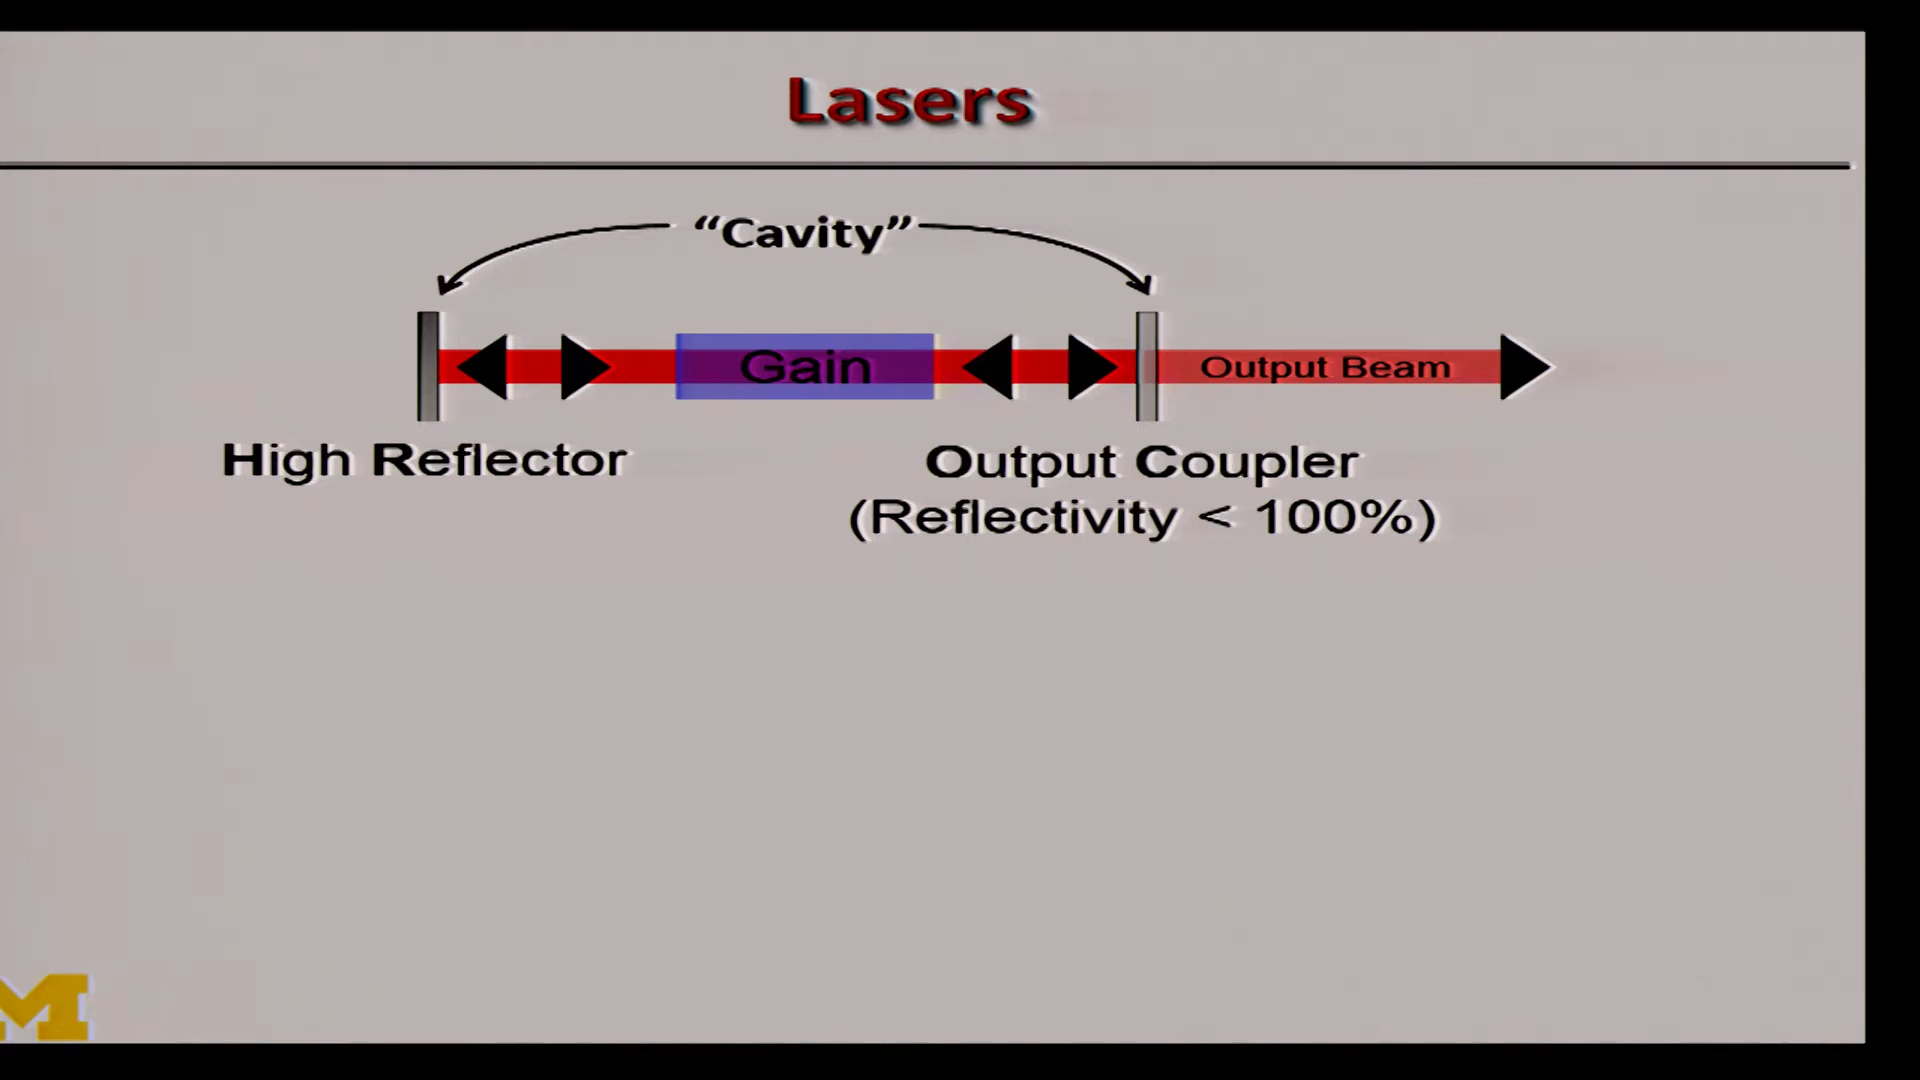 Lasers
“Cavity”
Gain
Output Beam
High Reflector
Output Coupler
(Reflectivity < 100%)
M